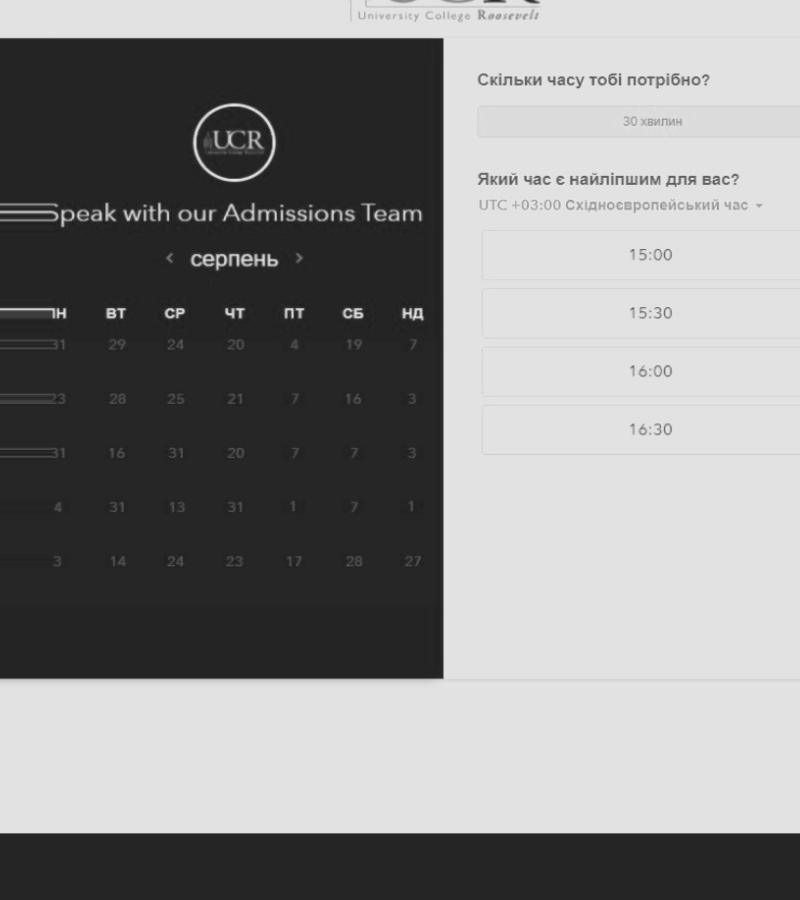 University College Roosevelt
UCR
Speak with our Admissions Team
серпень
ПН ВТ СР ЧТ ПТ СБ НД
31 29 24 20 4 19 7
23 28 25 21 7 16 3
31 16 31 20 7 7 3
4 31 13 31 1 7 1
3 14 24 23 17 28 27
Скільки часу тобі потрібно?
30 хвилин
Який час є найліпшим для вас?
UTC +03:00 Східноєвропейський час
15:00
15:30
16:00
16:30